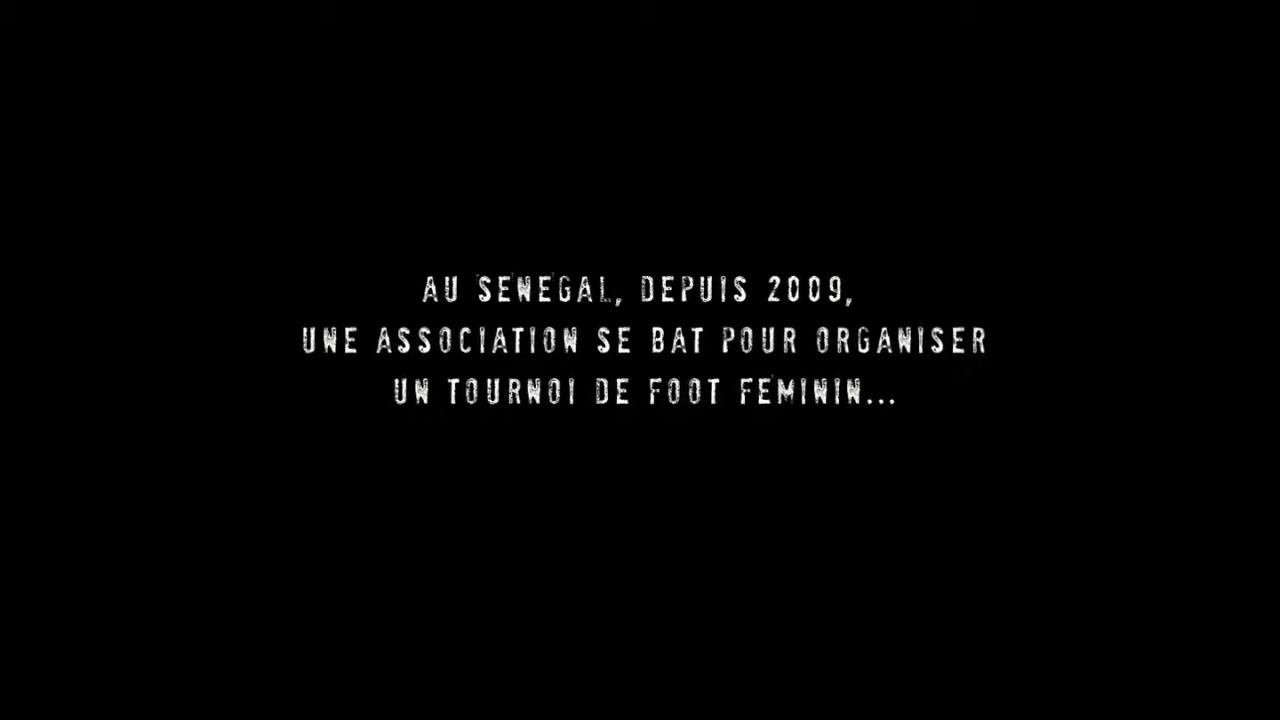 AU SENEGAL, DEPUIS 2009,
UNE ASSOCIATION SE BAT POUR ORGANISER
UN TOURNOI DE FOOT FEMININ...